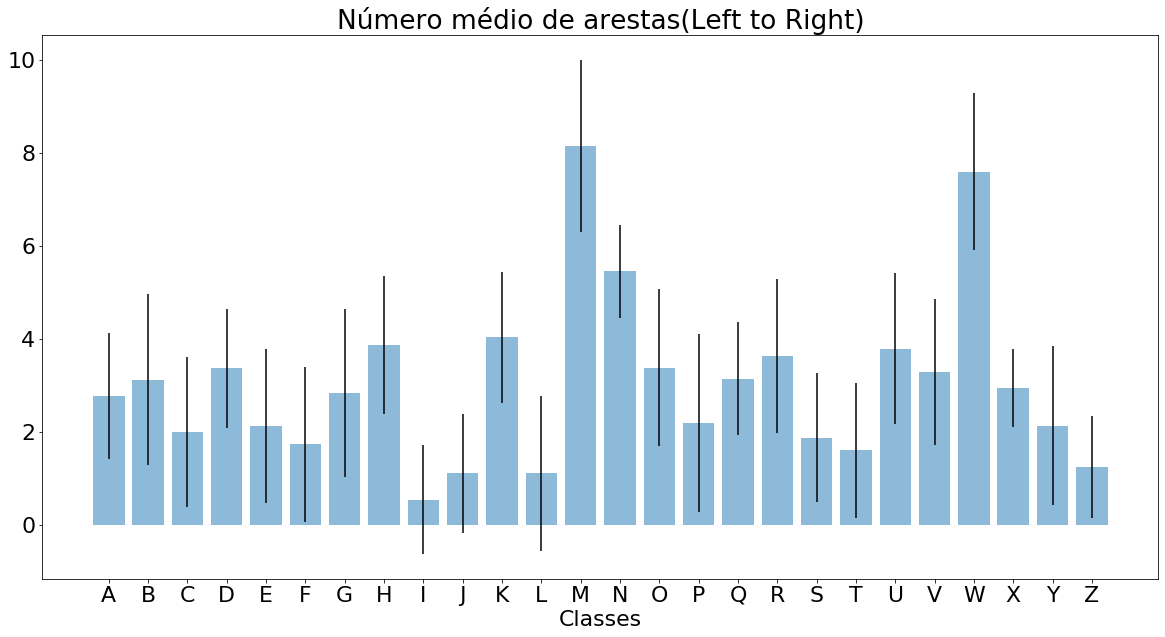 Número médio de arestas(Left to Right)
10
8
6
4
2
0
A B C D E F G H I J K L M N O P Q R S T U V W X Y Z
Classes